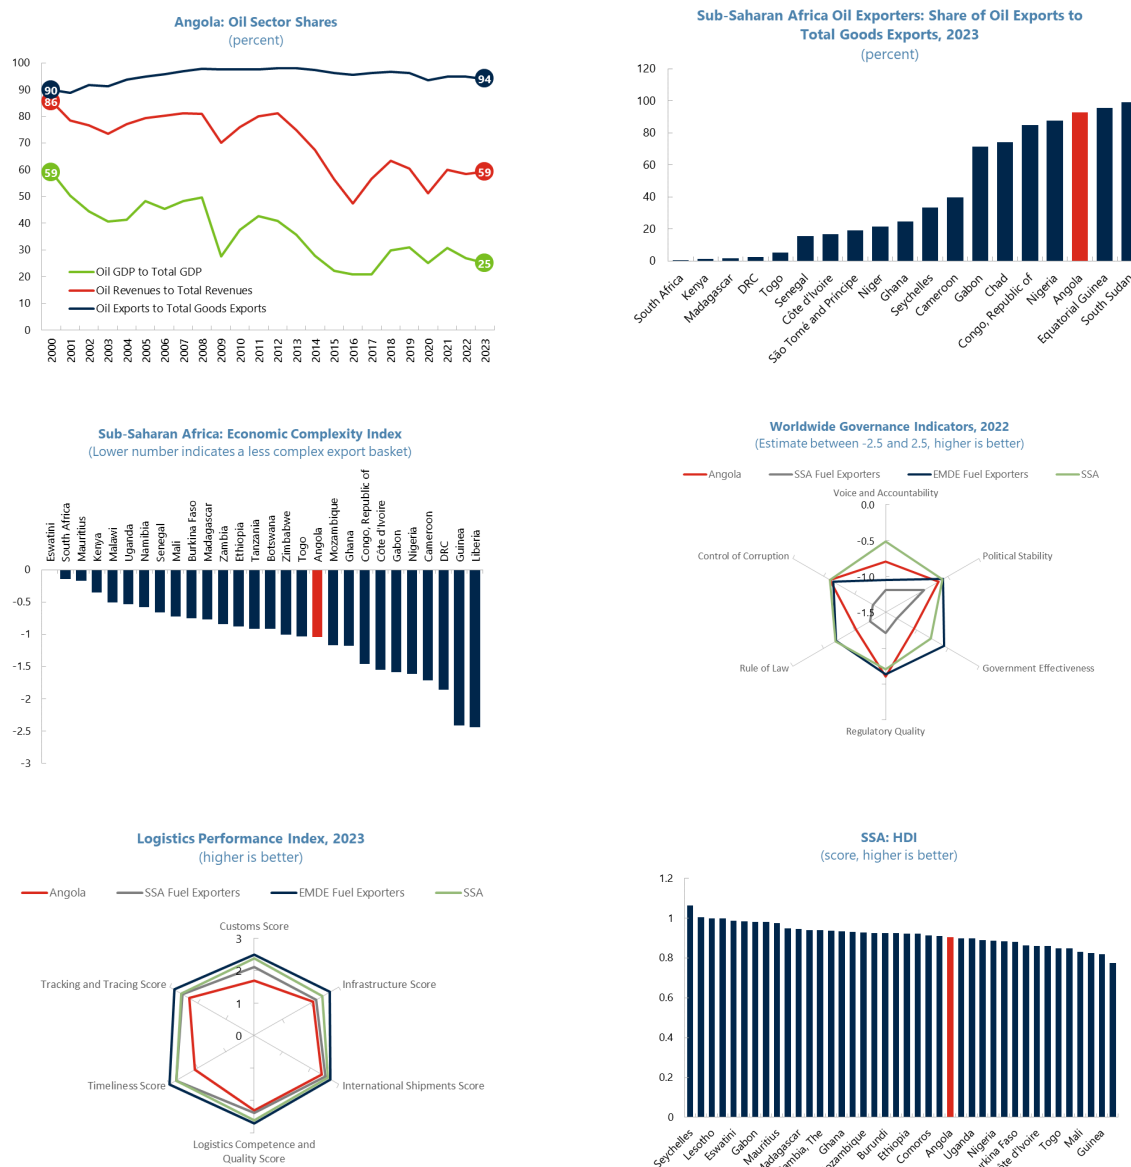 Angola: Oil Sector Shares
(percent)
100
90
80
70
60
50
40
30
20
10
0
90
86
59
94
59
25
Oil GDP to Total GDP
Oil Revenues to Total Revenues
Oil Exports to Total Goods Exports
2000
2001
2002
2003
2004
2005
2006
2007
2008
2009
2010
2011
2012
2013
2014
2015
2016
2017
2018
2019
2020
2021
2022
2023
Sub-Saharan Africa Oil Exporters: Share of Oil Exports to
Total Goods Exports, 2023
(percent)
120
100
80
60
40
20
0
South Africa
Kenya
Madagascar
DRC
Togo
Senegal
Côte d'Ivoire
São Tomé and Príncipe
Niger
Ghana
Seychelles
Cameroon
Gabon
Chad
Congo, Republic of
Nigeria
Angola
Equatorial Guinea
South Sudan
Sub-Saharan Africa: Economic Complexity Index
(Lower number indicates a less complex export basket)
Eswatini
South Africa
Mauritius
Kenya
Malawi
Uganda
Namibia
Senegal
Mali
Burkina Faso
Madagascar
Zambia
Ethiopia
Tanzania
Botswana
Zimbabwe
Togo
Angola
Mozambique
Ghana
Congo, Republic of
Côte d'Ivoire
Gabon
Nigeria
Cameroon
DRC
Guinea
Liberia
0
-0.5
-1
-1.5
-2
-2.5
-3
Worldwide Governance Indicators, 2022
(Estimate between -2.5 and 2.5, higher is better)
Angola
SSA Fuel Exporters
EMDE Fuel Exporters
SSA
Voice and Accountability
0.0
-0.5
-1.0
-1.5
Control of Corruption
Political Stability
Rule of Law
Government Effectiveness
Regulatory Quality
Logistics Performance Index, 2023
(higher is better)
Angola
SSA Fuel Exporters
EMDE Fuel Exporters
SSA
Customs Score
3
2
1
0
Tracking and Tracing Score
Infrastructure Score
Timeliness Score
International Shipments Score
Logistics Competence and
Quality Score
SSA: HDI
(score, higher is better)
1.2
1
0.8
0.6
0.4
0.2
0
Seychelles
Lesotho
Eswatini
Gabon
Mauritius
Madagascar
The
Ghana
Burundi
Ethiopia
Comoros
Angola
Uganda
Nigeria
Faso
d'Ivoire
Togo
Mali
Guinea